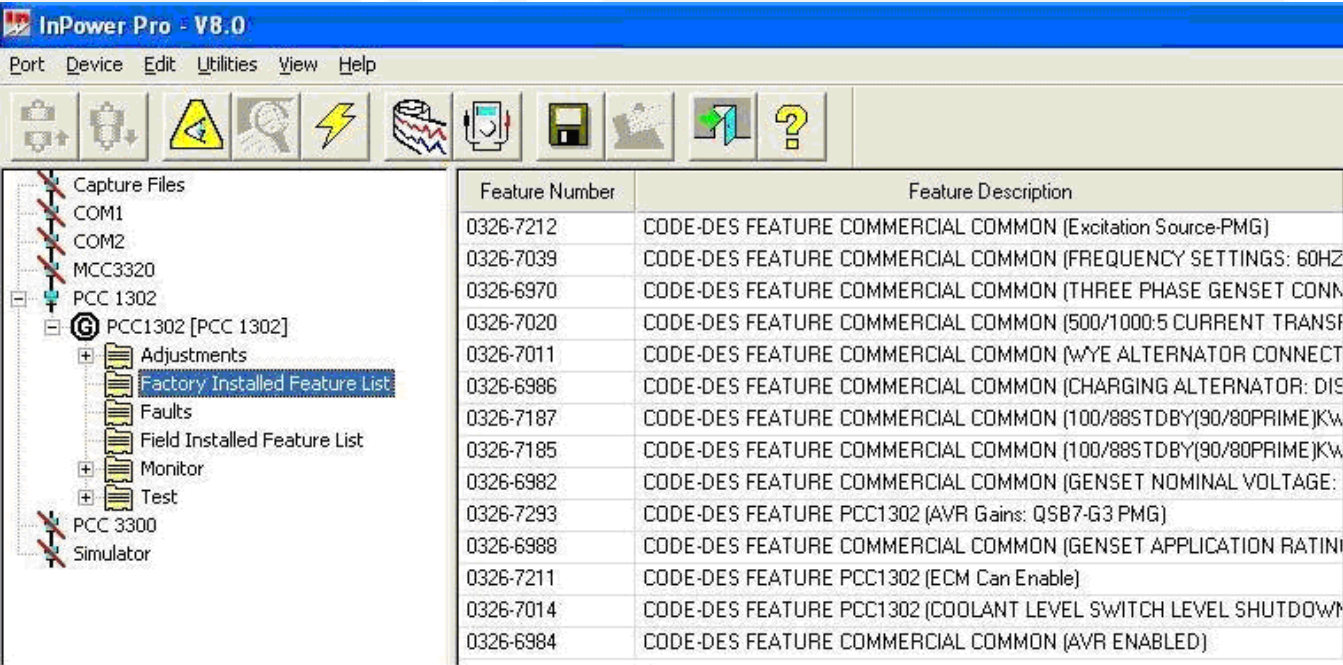 InPower Pro - V8.0
Port Device Edit Utilities View Help
Capture Files
COM1
COM2
MCC3320
PCC 1302
PCC1302 [PCC 1302]
Adjustments
Factory Installed Feature List
Faults
Field Installed Feature List
Monitor
Test
PCC 3300
Simulator
Feature Number Feature Description
0326-7212 CODE-DES FEATURE COMMERCIAL COMMON (Excitation Source-PMG)
0326-7039 CODE-DES FEATURE COMMERCIAL COMMON (FREQUENCY SETTINGS: 60HZ
0326-6970 CODE-DES FEATURE COMMERCIAL COMMON (THREE PHASE GENSET CONN
0326-7020 CODE-DES FEATURE COMMERCIAL COMMON (500/1000:5 CURRENT TRANSF
0326-7011 CODE-DES FEATURE COMMERCIAL COMMON (WYE ALTERNATOR CONNECT
0326-6986 CODE-DES FEATURE COMMERCIAL COMMON (CHARGING ALTERNATOR: DIS
0326-7187 CODE-DES FEATURE COMMERCIAL COMMON (100/88STDBY(90/80PRIME)KW
0326-7185 CODE-DES FEATURE COMMERCIAL COMMON (100/88STDBY(90/80PRIME)KW
0326-6982 CODE-DES FEATURE COMMERCIAL COMMON (GENSET NOMINAL VOLTAGE:
0326-7293 CODE-DES FEATURE PCC1302 (AVR Gains: QSB7-G3 PMG)
0326-6988 CODE-DES FEATURE COMMERCIAL COMMON (GENSET APPLICATION RATIN
0326-7211 CODE-DES FEATURE PCC1302 (ECM Can Enable)
0326-7014 CODE-DES FEATURE PCC1302 (COOLANT LEVEL SWITCH LEVEL SHUTDOWN
0326-6984 CODE-DES FEATURE COMMERCIAL COMMON (AVR ENABLED)